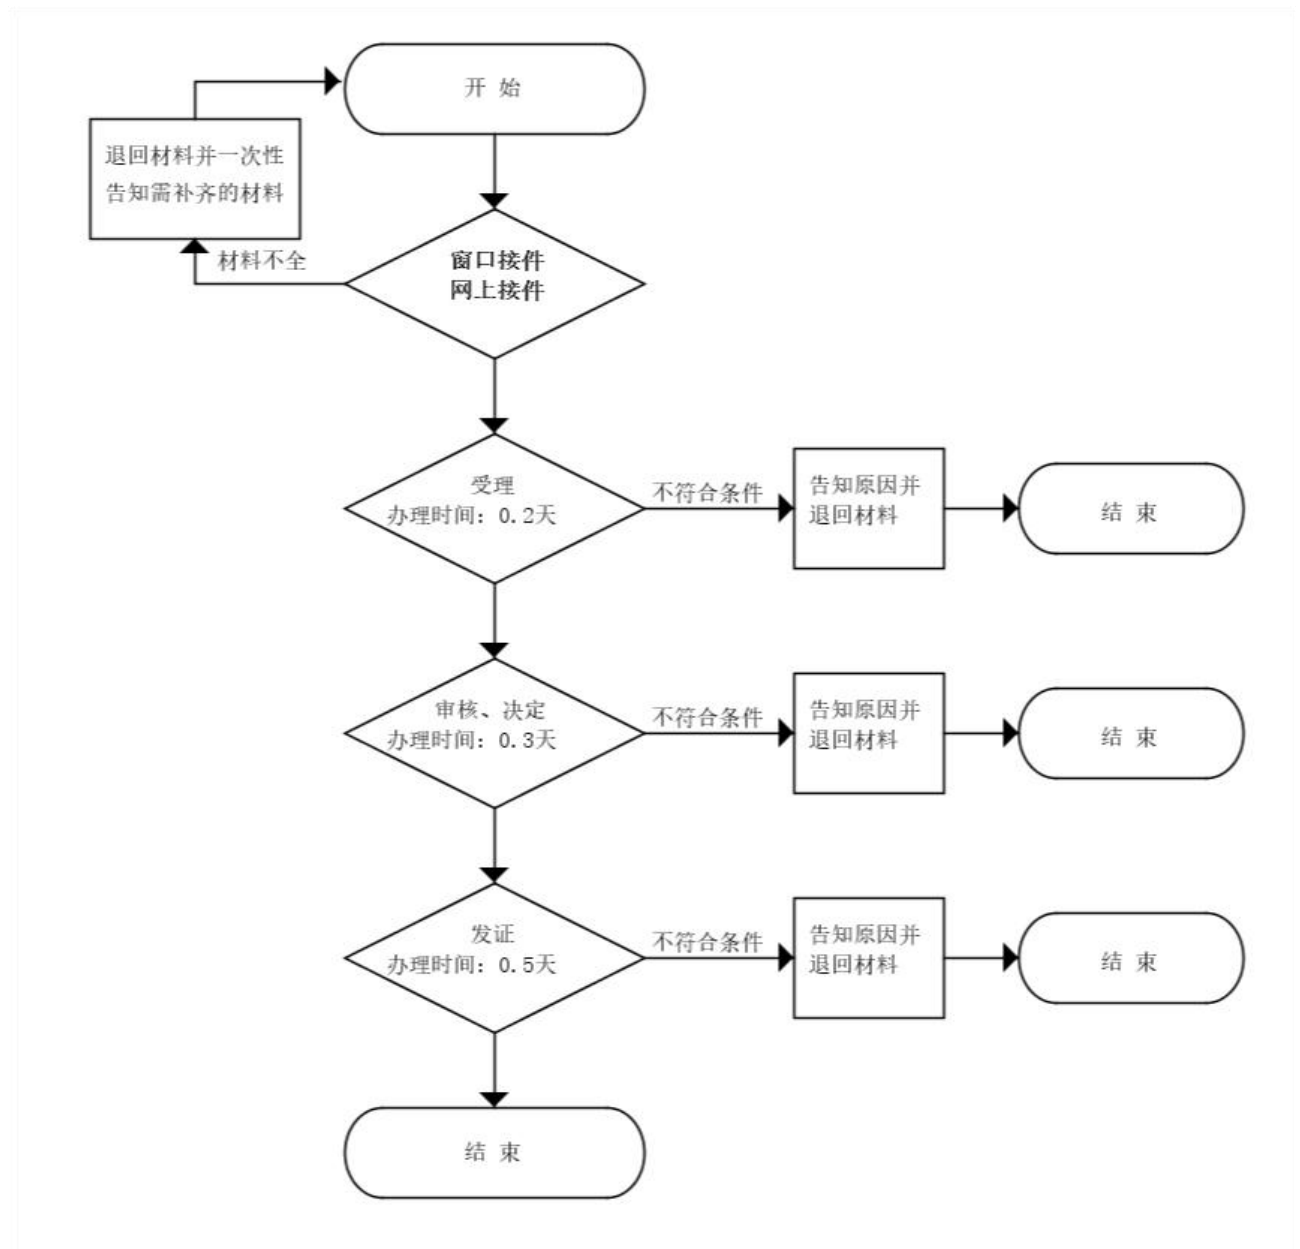 开 始
退回材料并一次性
告知需补齐的材料
材料不全
窗口接件
网上接件
受理
办理时间：0.2天
不符合条件
告知原因并
退回材料
结 束
审核、决定
办理时间：0.3天
不符合条件
告知原因并
退回材料
结 束
发证
办理时间：0.5天
不符合条件
告知原因并
退回材料
结 束
结 束